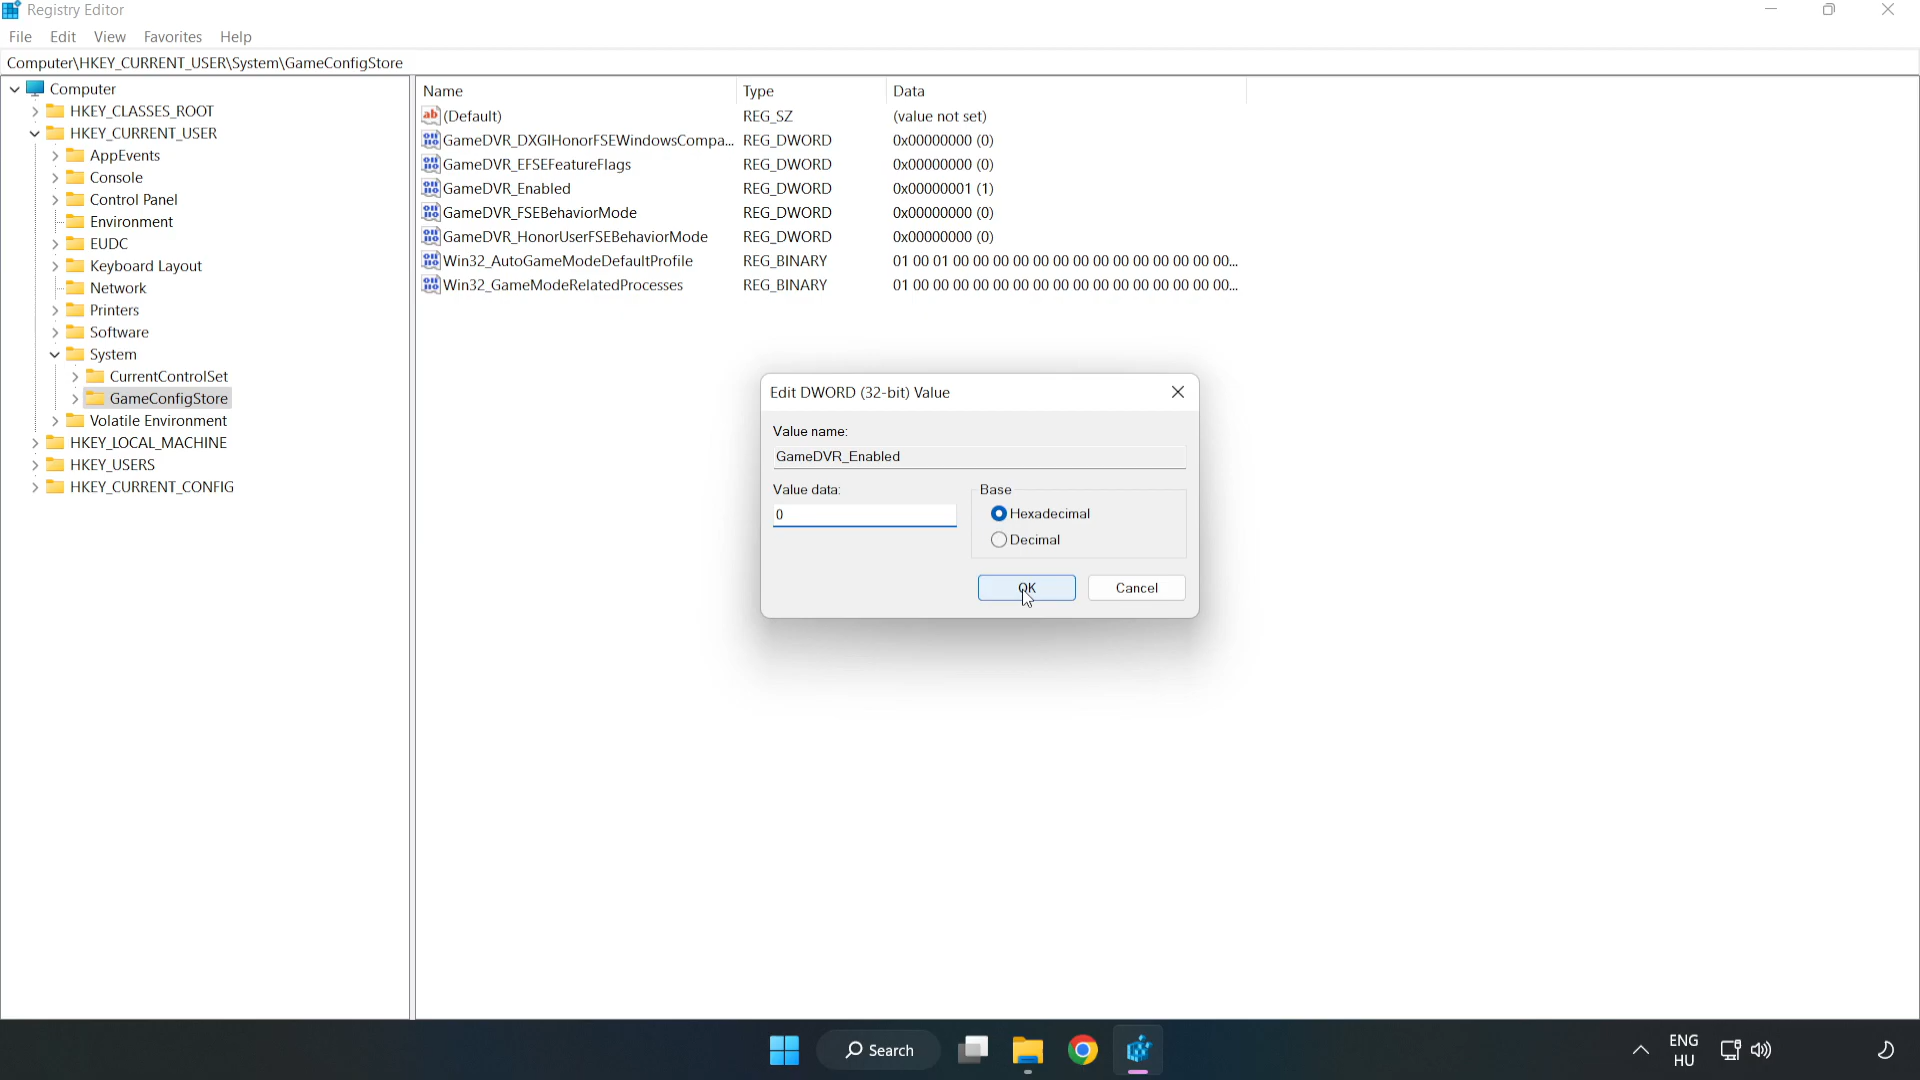 Registry Editor
File Edit View Favorites Help
Computer\HKEY_CURRENT_USER\System\GameConfigStore
Computer
HKEY_CLASSES_ROOT
HKEY_CURRENT_USER
AppEvents
Console
Control Panel
Environment
EUDC
Keyboard Layout
Network
Printers
Software
System
CurrentControlSet
GameConfigStore
Volatile Environment
HKEY_LOCAL_MACHINE
HKEY_USERS
HKEY_CURRENT_CONFIG
Name Type Data
(Default) REG_SZ (value not set)
GameDVR_DXGIHonorFSEWindowsCompa... REG_DWORD 0x00000000 (0)
GameDVR_EFSEFeatureFlags REG_DWORD 0x00000000 (0)
GameDVR_Enabled REG_DWORD 0x00000001 (1)
GameDVR_FSEBehaviorMode REG_DWORD 0x00000000 (0)
GameDVR_HonorUserFSEBehaviorMode REG_DWORD 0x00000000 (0)
Win32_AutoGameModeDefaultProfile REG_BINARY 01 00 01 00 00 00 00 00 00 00 00 00 00 00 00 00 00...
Win32_GameModeRelatedProcesses REG_BINARY 01 00 00 00 00 00 00 00 00 00 00 00 00 00 00 00 00...
Edit DWORD (32-bit) Value
Value name:
GameDVR_Enabled
Value data: Base
0 Hexadecimal
Decimal
OK Cancel
Search
ENG
HU